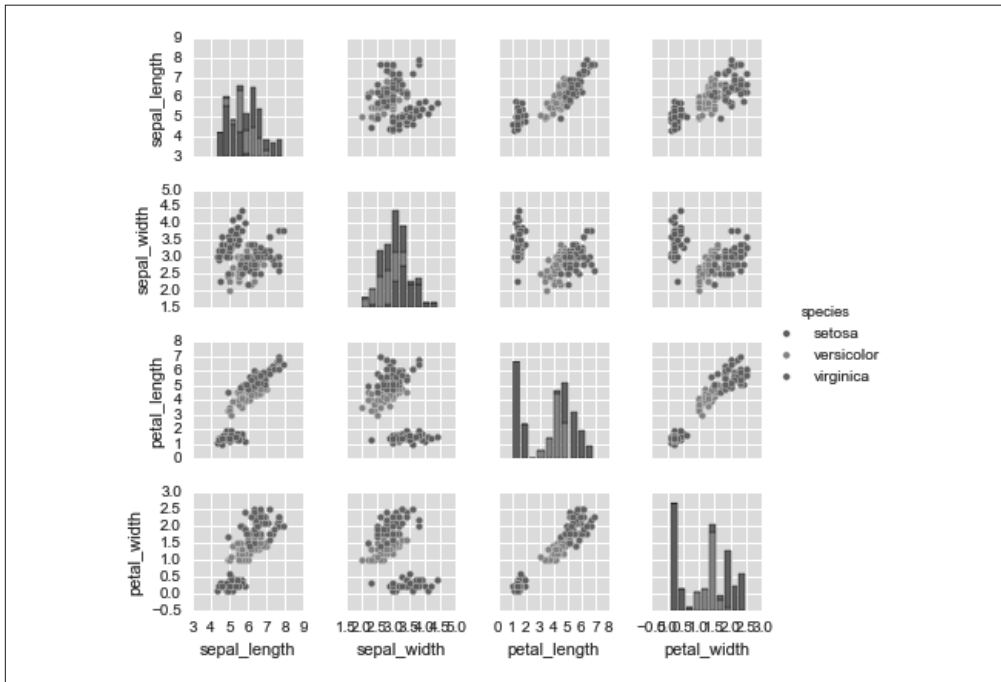 9
8
7
6
5
4
3
sepal_length
5.0
4.5
4.0
3.5
3.0
2.5
2.0
1.5
sepal_width
species
setosa
versicolor
virginica
8
7
6
5
4
3
2
1
0
petal_length
3.0
2.5
2.0
1.5
1.0
0.5
0.0
−0.5
petal_width
3 4 5 6 7 8 9
sepal_length
1.5 2.0 2.5 3.0 3.5 4.0 4.5 5.0
sepal_width
0 1 2 3 4 5 6 7 8
petal_length
−0.5 0.0 0.5 1.0 1.5 2.0 2.5 3.0
petal_width